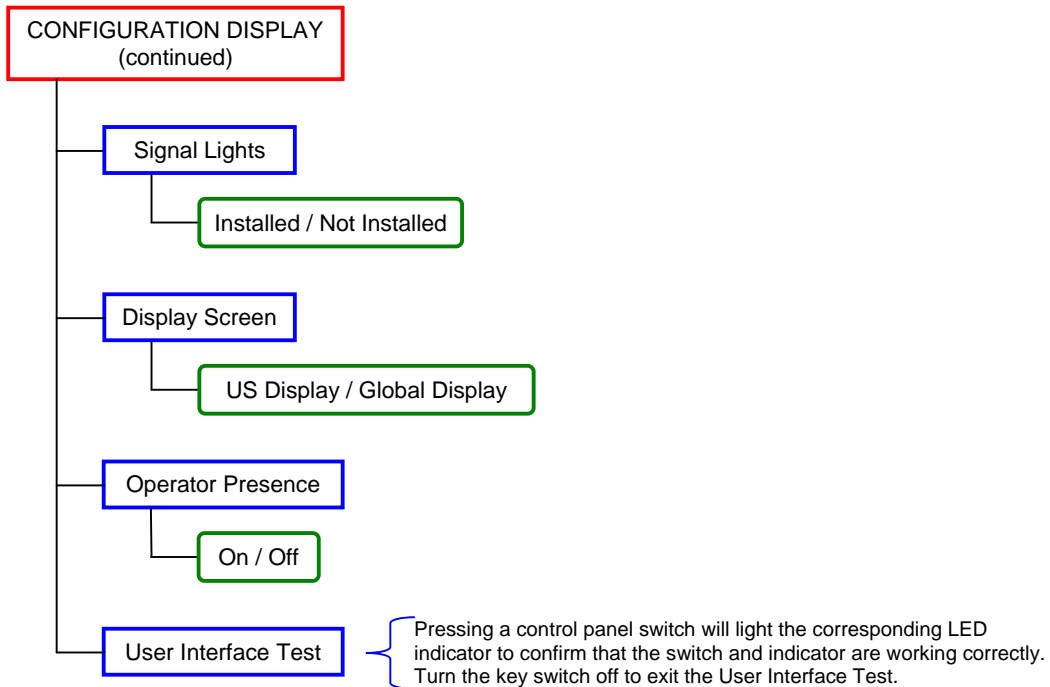 CONFIGURATION DISPLAY
(continued)
Signal Lights
Installed / Not Installed
Display Screen
US Display / Global Display
Operator Presence
On / Off
User Interface Test
Pressing a control panel switch will light the corresponding LED
indicator to confirm that the switch and indicator are working correctly.
Turn the key switch off to exit the User Interface Test.